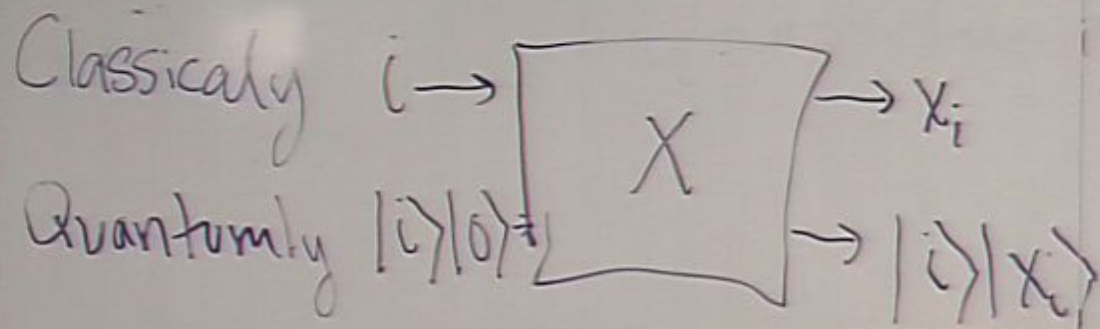 Classicaly i → X → x_i
Quantumly |i⟩|0⟩ → |i⟩|x_i⟩